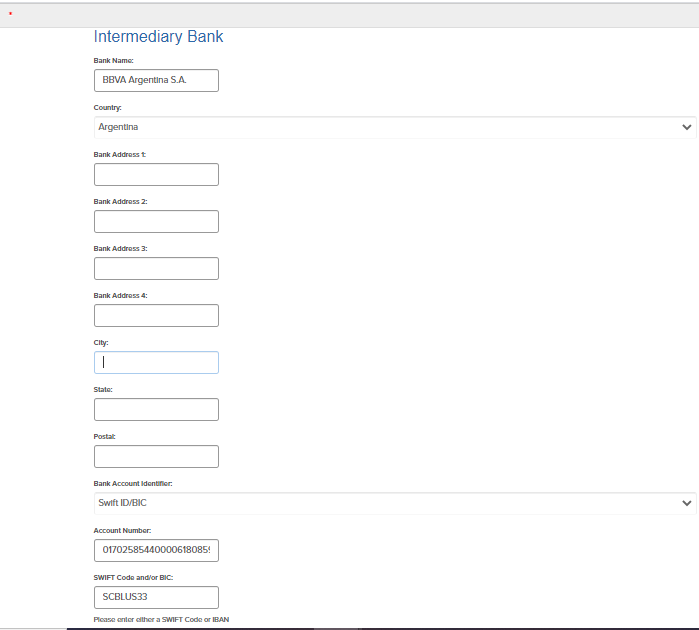 *
Intermediary Bank
Bank Name:
BBVA Argentina S.A.
Country:
Argentina
Bank Address 1:
Bank Address 2:
Bank Address 3:
Bank Address 4:
City:
State:
Postal:
Bank Account Identifier:
Swift ID/BIC
Account Number:
SWIFT Code and/or BIC:
SCBLUS33
Please enter either a SWIFT Code or IBAN